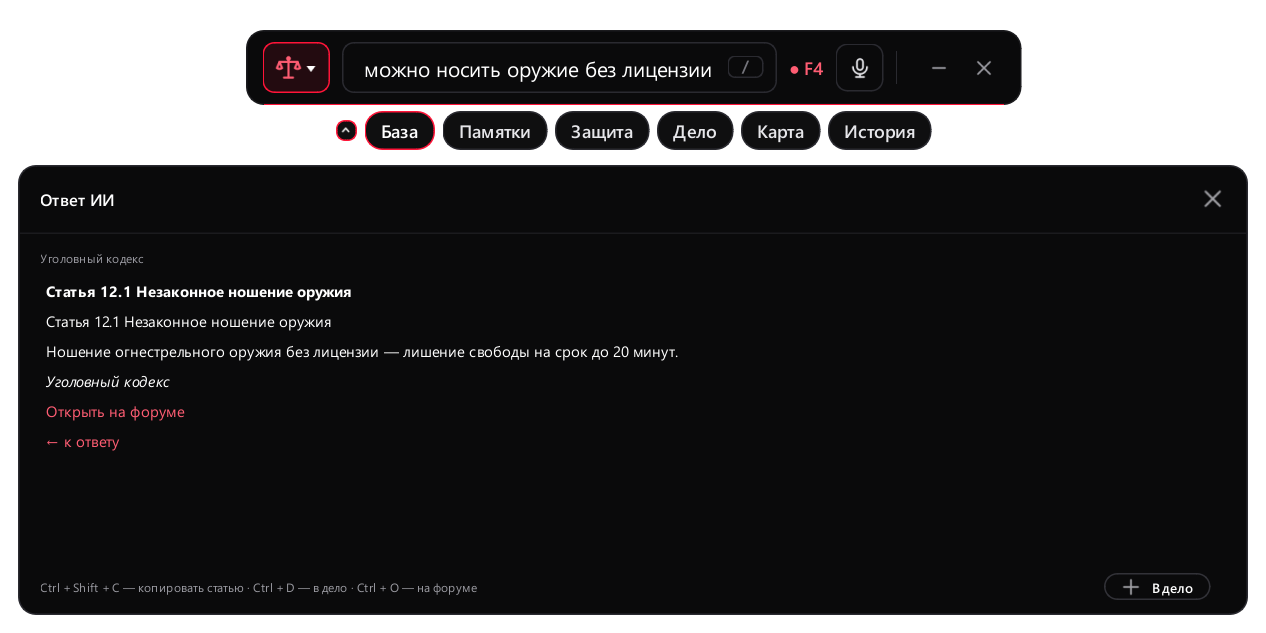 можно носить оружие без лицензии / F4
База Памятки Защита Дело Карта История
Ответ ИИ
Уголовный кодекс
Статья 12.1 Незаконное ношение оружия
Статья 12.1 Незаконное ношение оружия
Ношение огнестрельного оружия без лицензии — лишение свободы на срок до 20 минут.
Уголовный кодекс
Открыть на форуме
← к ответу
Ctrl + Shift + C — копировать статью · Ctrl + D — в дело · Ctrl + O — на форуме
В дело